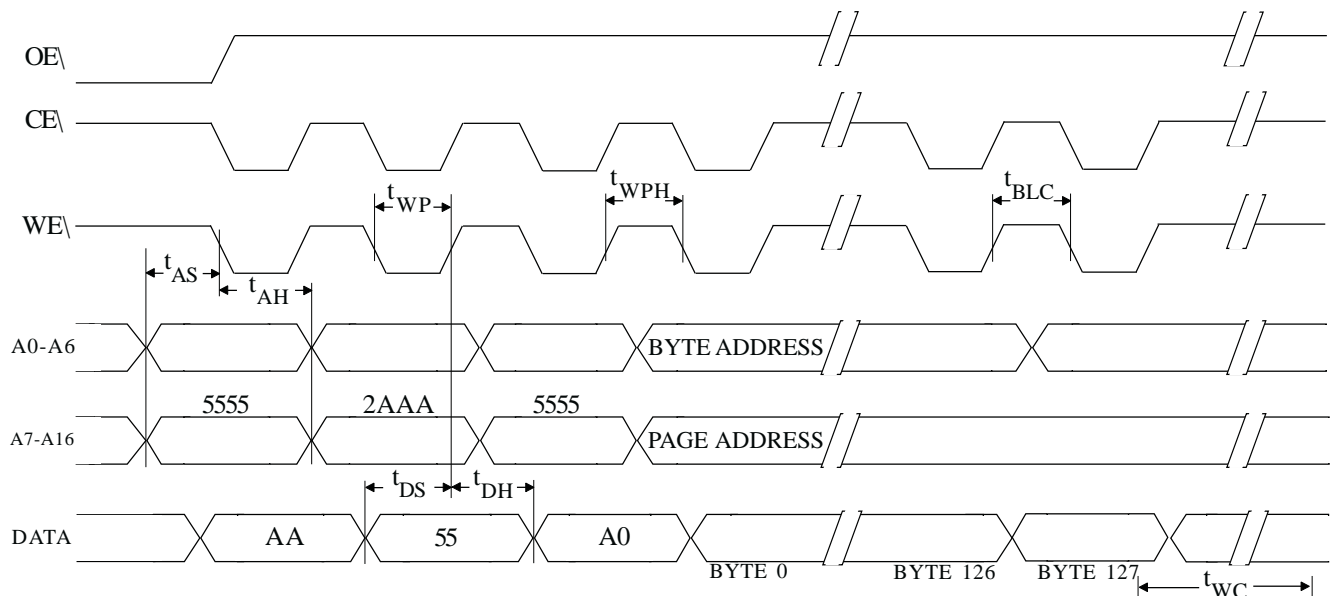 OE\
CE\
tWP
tWPH
tBLC
WE\
tAS
tAH
A0-A6
BYTE ADDRESS
5555
2AAA
5555
A7-A16
PAGE ADDRESS
tDS
tDH
DATA
AA
55
A0
BYTE 0
BYTE 126
BYTE 127
tWC